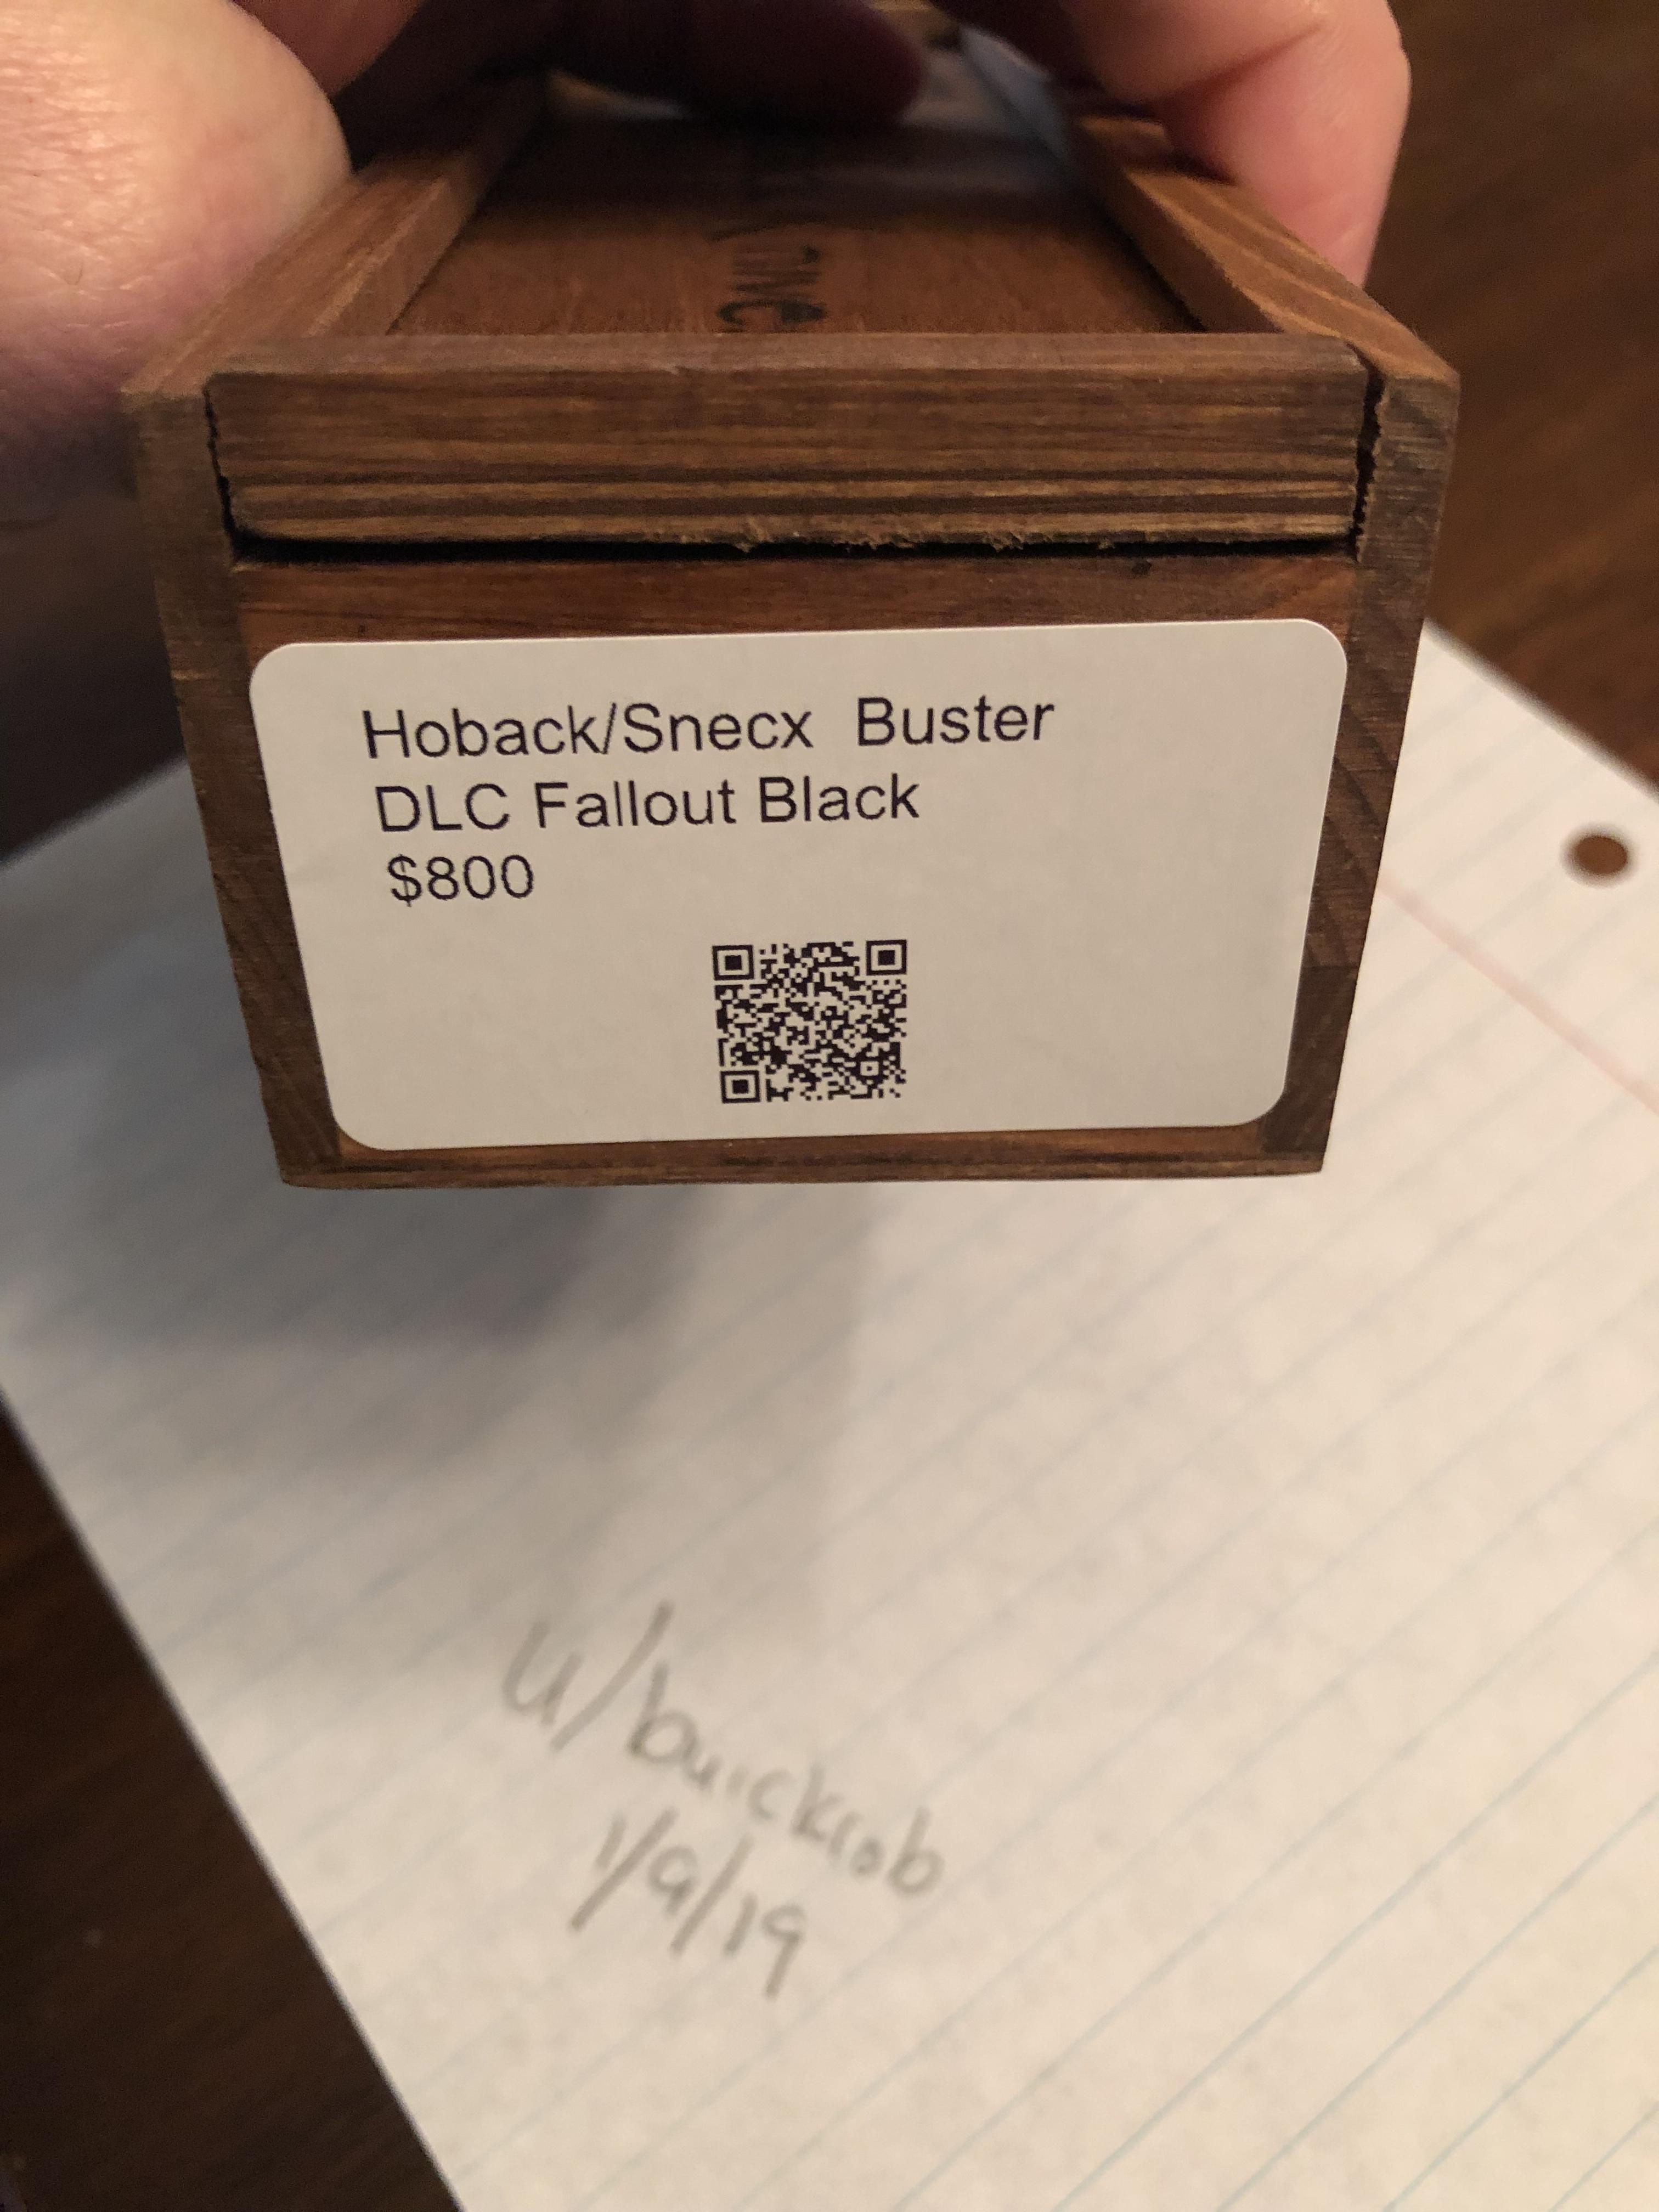 Hoback/Snecx Buster
DLC Fallout Black
$800
u/buickrob
1/9/19